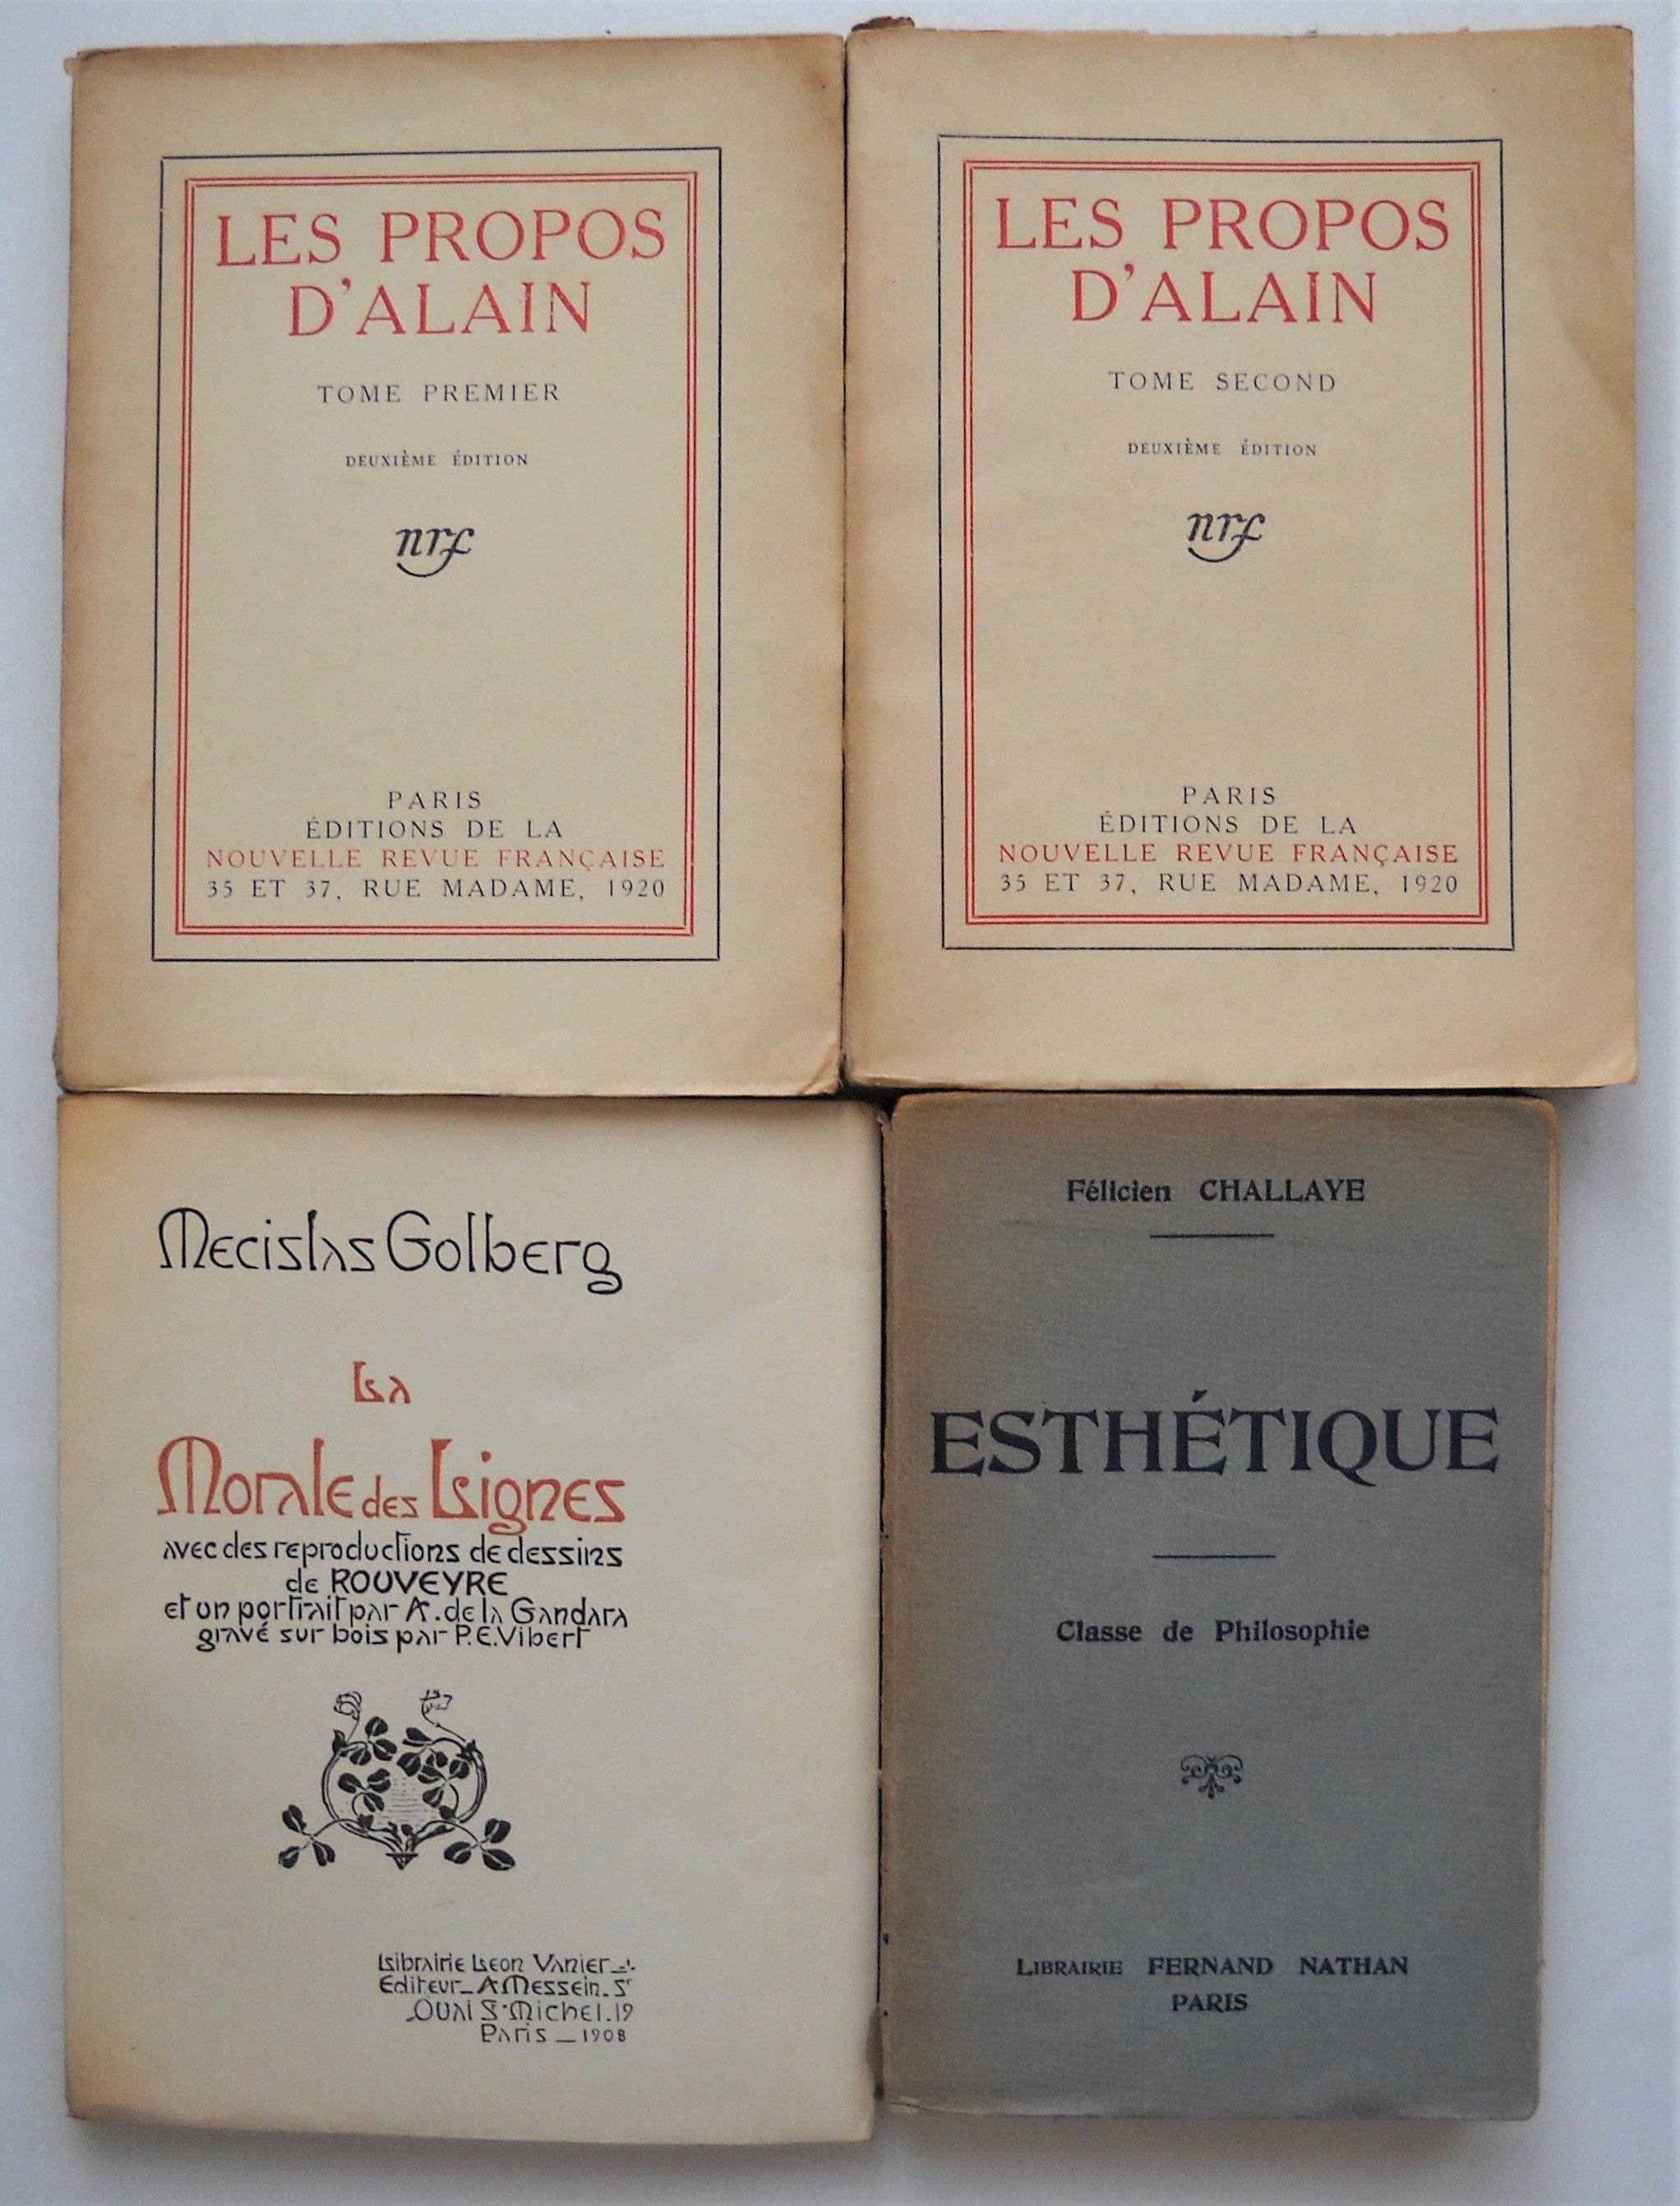 LES PROPOS
D'ALAIN
TOME PREMIER
DEUXIÈME ÉDITION
nrf
PARIS
ÉDITIONS DE LA
NOUVELLE REVUE FRANÇAISE
35 ET 37, RUE MADAME, 1920
LES PROPOS
D'ALAIN
TOME SECOND
DEUXIÈME ÉDITION
nrf
PARIS
ÉDITIONS DE LA
NOUVELLE REVUE FRANÇAISE
35 ET 37, RUE MADAME, 1920
Mecislas Golberg
La
Morale des Lignes
avec des reproductions de dessins
de ROUVEYRE
et un portrait par A. de la Gandara
gravé sur bois par P.E. Vibert
Librairie Leon Vanier
Editeur_ A Messein. Sr
Quai St Michel. 19
Paris _ 1908
Félicien CHALLAYE
ESTHÉTIQUE
Classe de Philosophie
LIBRAIRIE FERNAND NATHAN
PARIS